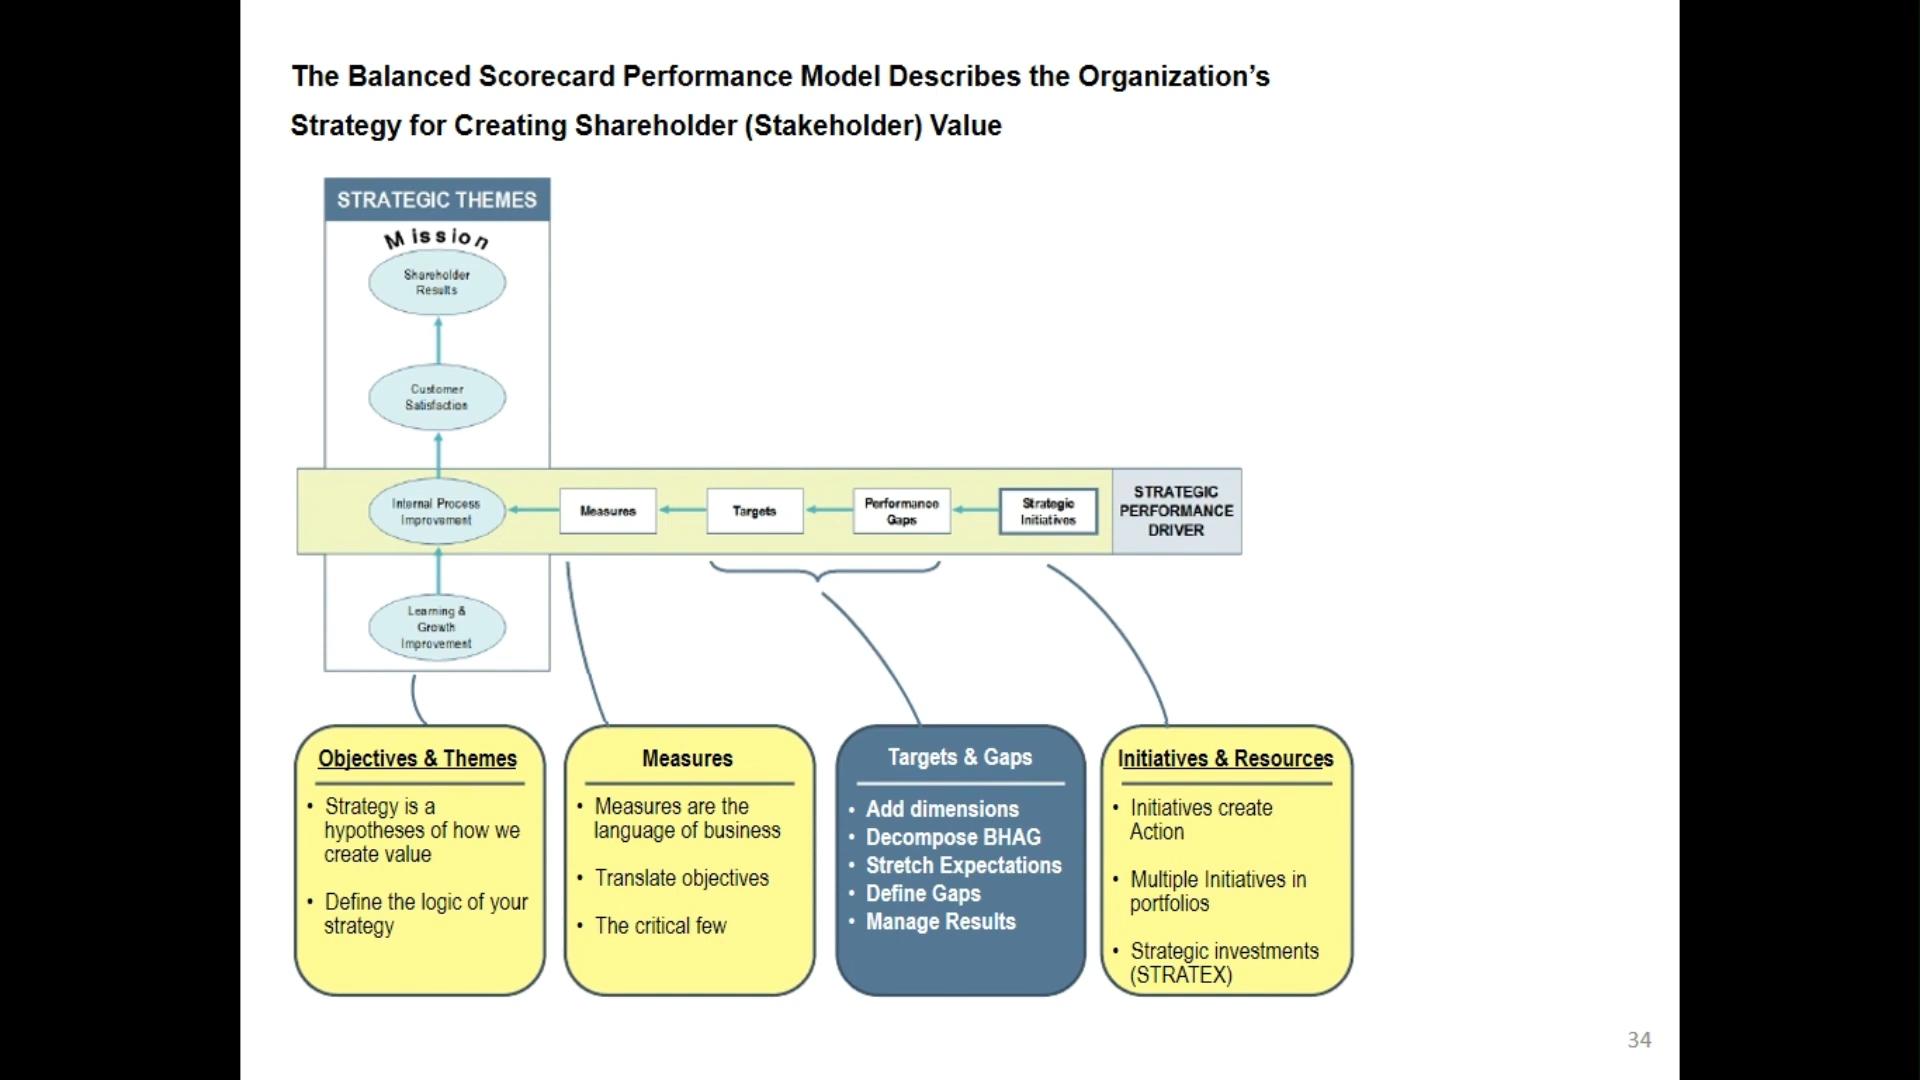 The Balanced Scorecard Performance Model Describes the Organization’s
Strategy for Creating Shareholder (Stakeholder) Value
STRATEGIC THEMES
Mission
Shareholder
Results
Customer
Satisfaction
Internal Process
Improvement
Measures
Targets
Performance
Gaps
Strategic
Initiatives
STRATEGIC
PERFORMANCE
DRIVER
Learning &
Growth
Improvement
Objectives & Themes
• Strategy is a
hypotheses of how we
create value
• Define the logic of your
strategy
Measures
• Measures are the
language of business
• Translate objectives
• The critical few
Targets & Gaps
• Add dimensions
• Decompose BHAG
• Stretch Expectations
• Define Gaps
• Manage Results
Initiatives & Resources
• Initiatives create
Action
• Multiple Initiatives in
portfolios
• Strategic investments
(STRATEX)
34